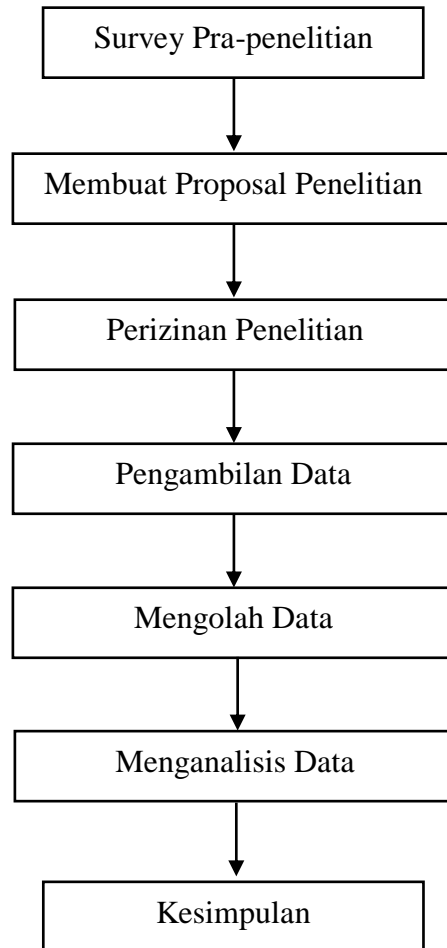 Survey Pra-penelitian
Membuat Proposal Penelitian
Perizinan Penelitian
Pengambilan Data
Mengolah Data
Menganalisis Data
Kesimpulan